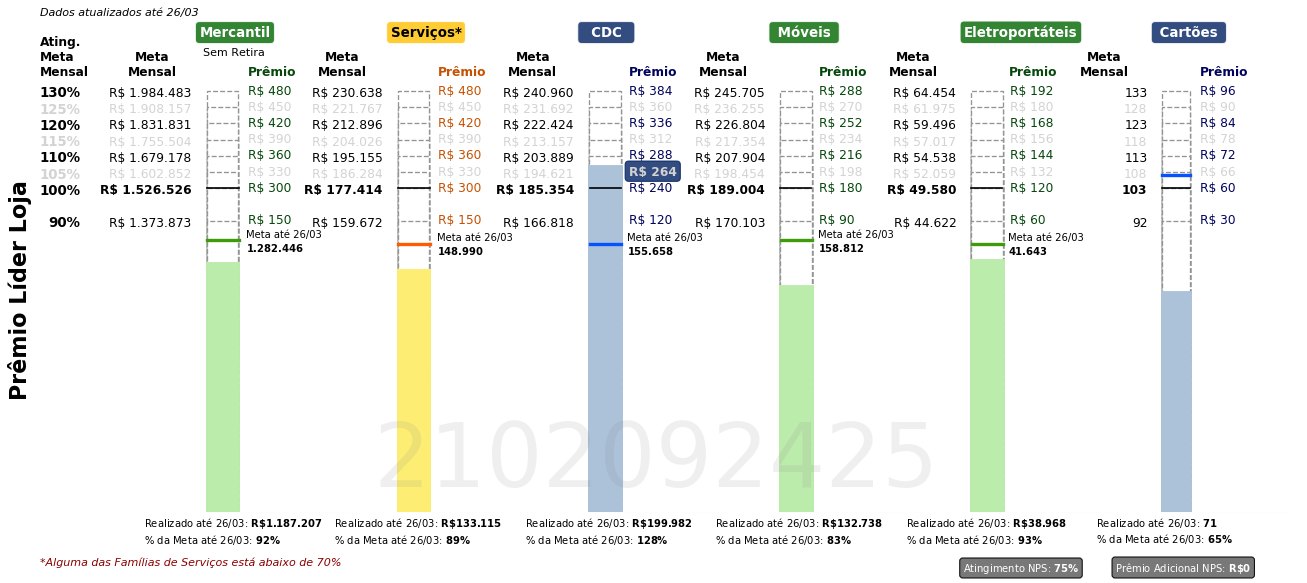 Dados atualizados até 26/03
Mercantil Serviços* CDC Móveis Eletroportáteis Cartões
Sem Retira
Ating. Meta Mensal Meta Mensal Prêmio Meta Mensal Prêmio Meta Mensal Prêmio Meta Mensal Prêmio Meta Mensal Prêmio Meta Mensal Prêmio
130% R$ 1.984.483 R$ 480 R$ 230.638 R$ 480 R$ 240.960 R$ 384 R$ 245.705 R$ 288 R$ 64.454 R$ 192 133 R$ 96
125% R$ 1.908.157 R$ 450 R$ 221.767 R$ 450 R$ 231.692 R$ 360 R$ 236.255 R$ 270 R$ 61.975 R$ 180 128 R$ 90
120% R$ 1.831.831 R$ 420 R$ 212.896 R$ 420 R$ 222.424 R$ 336 R$ 226.804 R$ 252 R$ 59.496 R$ 168 123 R$ 84
115% R$ 1.755.504 R$ 390 R$ 204.026 R$ 390 R$ 213.157 R$ 312 R$ 217.354 R$ 234 R$ 57.017 R$ 156 118 R$ 78
110% R$ 1.679.178 R$ 360 R$ 195.155 R$ 360 R$ 203.889 R$ 288 R$ 207.904 R$ 216 R$ 54.538 R$ 144 113 R$ 72
105% R$ 1.602.852 R$ 330 R$ 186.284 R$ 330 R$ 194.621 R$ 264 R$ 198.454 R$ 198 R$ 52.059 R$ 132 108 R$ 66
100% R$ 1.526.526 R$ 300 R$ 177.414 R$ 300 R$ 185.354 R$ 240 R$ 189.004 R$ 180 R$ 49.580 R$ 120 103 R$ 60
90% R$ 1.373.873 R$ 150 R$ 159.672 R$ 150 R$ 166.818 R$ 120 R$ 170.103 R$ 90 R$ 44.622 R$ 60 92 R$ 30
Meta até 26/03 Meta até 26/03 Meta até 26/03 Meta até 26/03 Meta até 26/03
1.282.446 148.990 155.658 158.812 41.643
Prêmio Líder Loja
2102092425
Realizado até 26/03: R$1.187.207 Realizado até 26/03: R$133.115 Realizado até 26/03: R$199.982 Realizado até 26/03: R$132.738 Realizado até 26/03: R$38.968 Realizado até 26/03: 71
% da Meta até 26/03: 92% % da Meta até 26/03: 89% % da Meta até 26/03: 128% % da Meta até 26/03: 83% % da Meta até 26/03: 93% % da Meta até 26/03: 65%
*Alguma das Famílias de Serviços está abaixo de 70%
Atingimento NPS: 75% Prêmio Adicional NPS: R$0